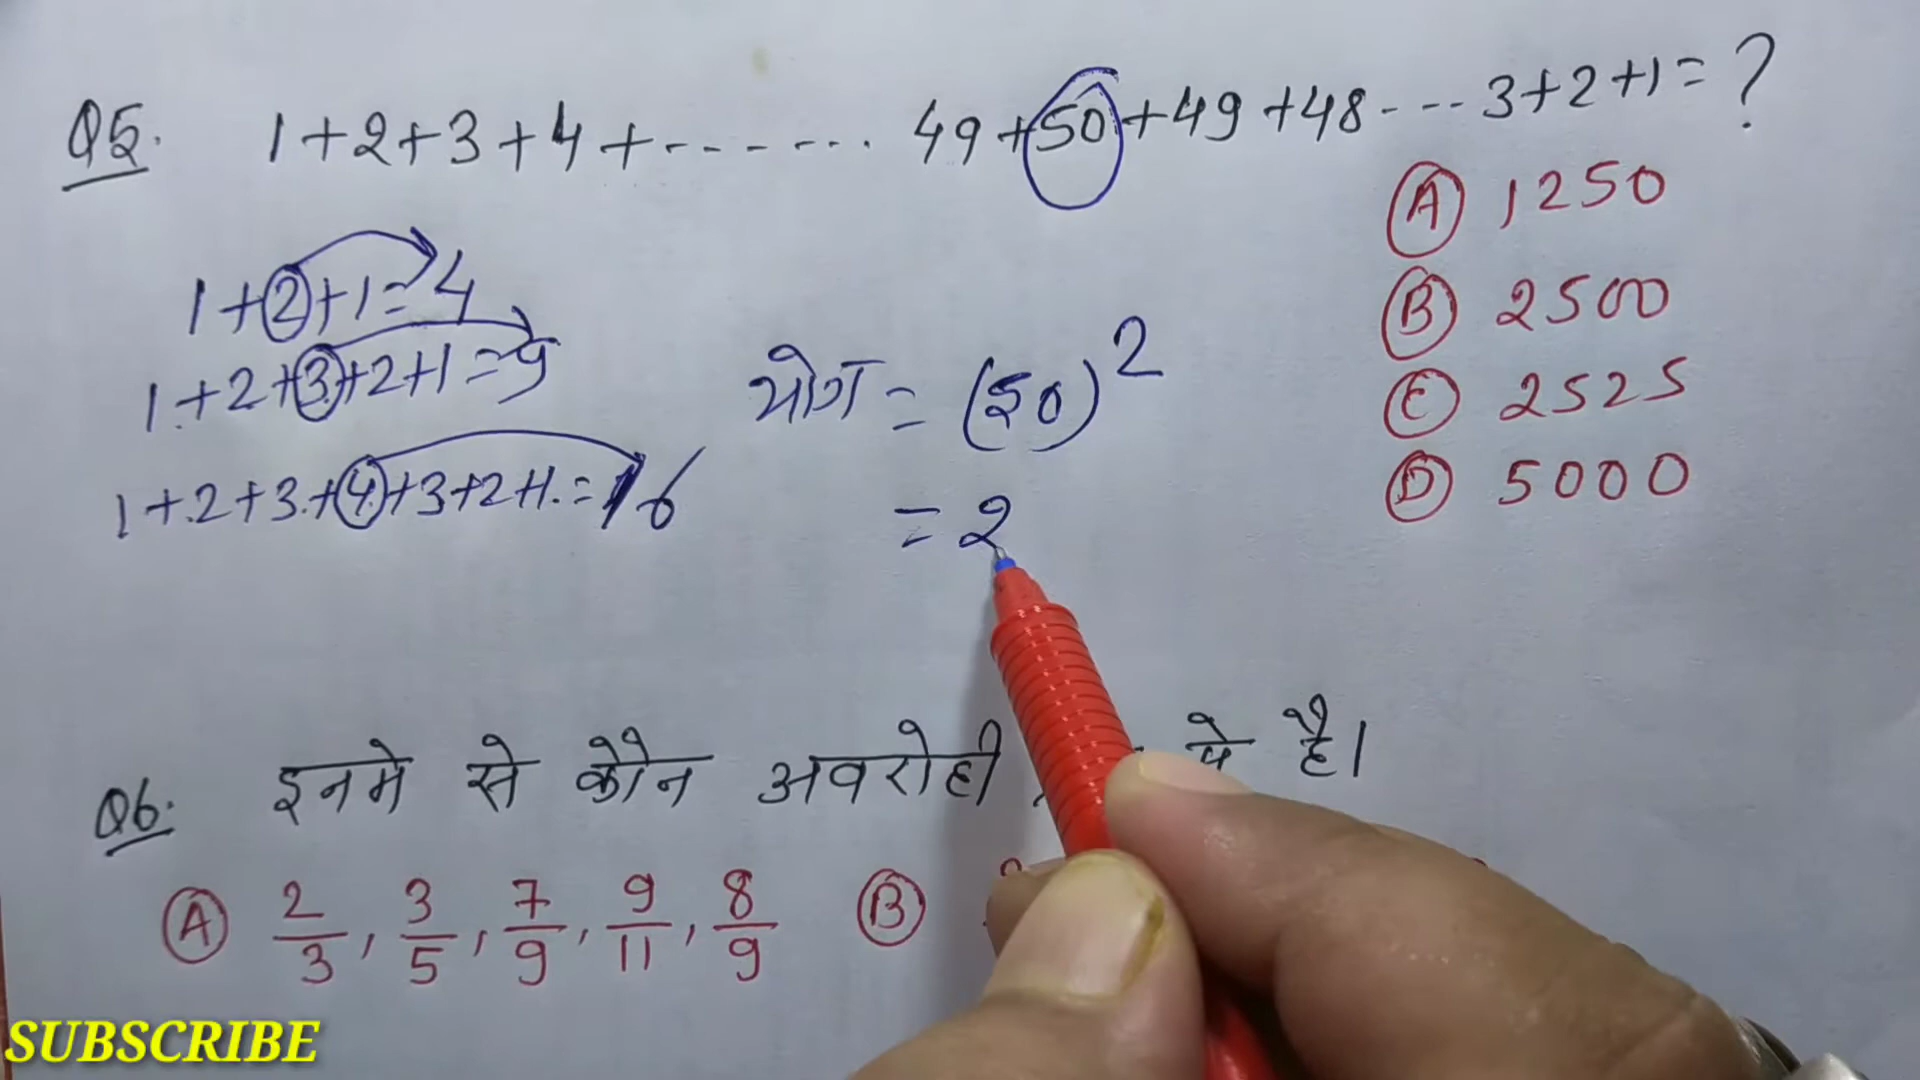 Q5. 1+2+3+4+------... 49+50+49+48---- 3+2+1=?
Ⓐ 1250
Ⓑ 2500
Ⓒ 2525
Ⓓ 5000
1+2+1=4
1+2+3+2+1=9
1+2+3+4+3+2+1.=16
योग = (50)²
= 2
Q6. इनमे से कौन अवरोही मे है।
Ⓐ 2/3, 3/5, 7/9, 9/11, 8/9 Ⓑ
SUBSCRIBE